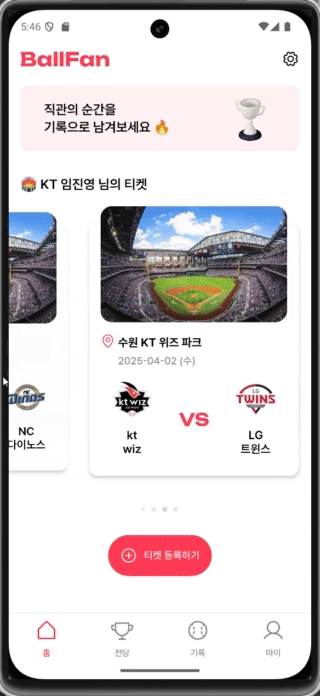 5:46
BallFan
직관의 순간을
기록으로 남겨보세요 🔥
KT 임진영 님의 티켓
수원 KT 위즈 파크
2025-04-02 (수)
NC
다이노스
kt wiz
kt
wiz
VS
LG
TWINS
LG
트윈스
티켓 등록하기
홈
전당
기록
마이